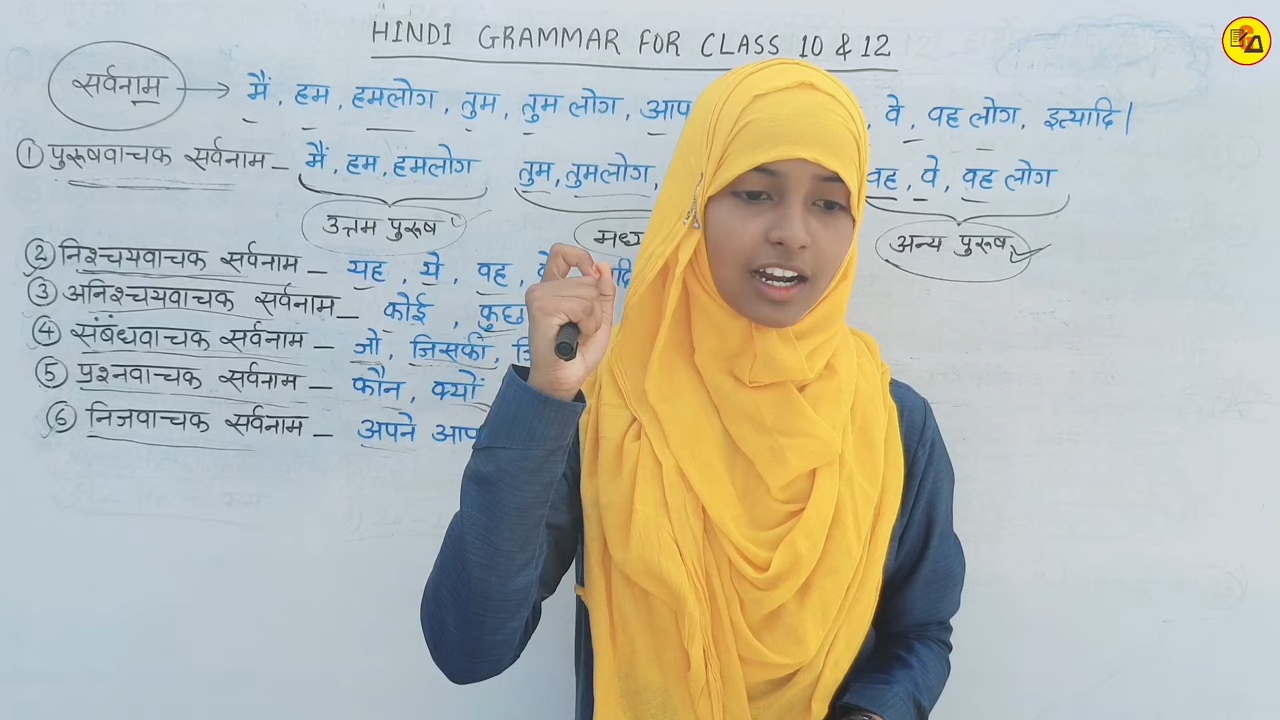 HINDI GRAMMAR FOR CLASS 10 & 12
सर्वनाम → मैं, हम, हमलोग, तुम, तुम लोग, आप , वे, वह लोग, इत्यादि|
① पुरूषवाचक सर्वनाम – मैं, हम, हमलोग तुम, तुमलोग, वह, वे, वह लोग
उत्तम पुरूष मध्य अन्य पुरूष
② निश्चयवाचक सर्वनाम – यह, ये, वह,
③ अनिश्चयवाचक सर्वनाम – कोई, कुछ
④ संबंधवाचक सर्वनाम – जो, जिसकी,
⑤ प्रश्नवाचक सर्वनाम – कौन, क्यों
⑥ निजवाचक सर्वनाम – अपने आप